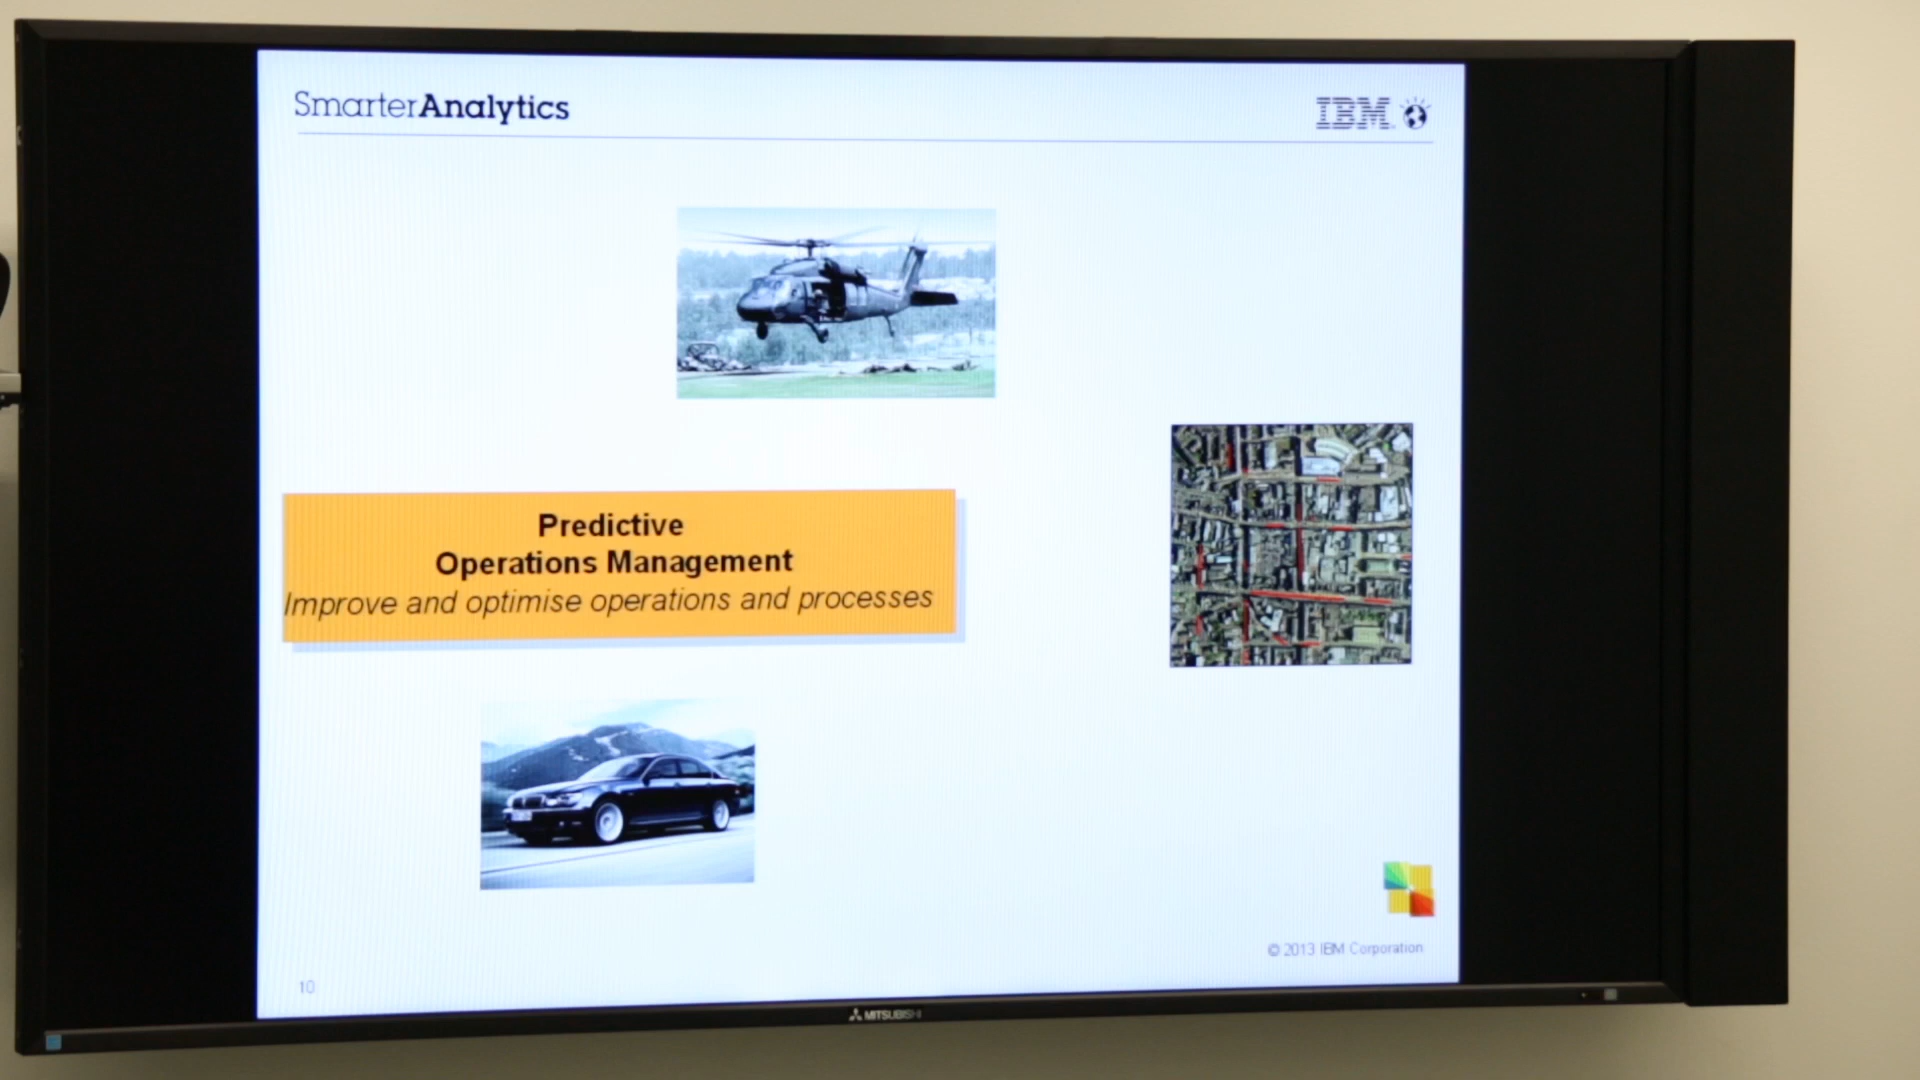 SmarterAnalytics
IBM
Predictive
Operations Management
Improve and optimise operations and processes
© 2013 IBM Corporation
10
MITSUBISHI